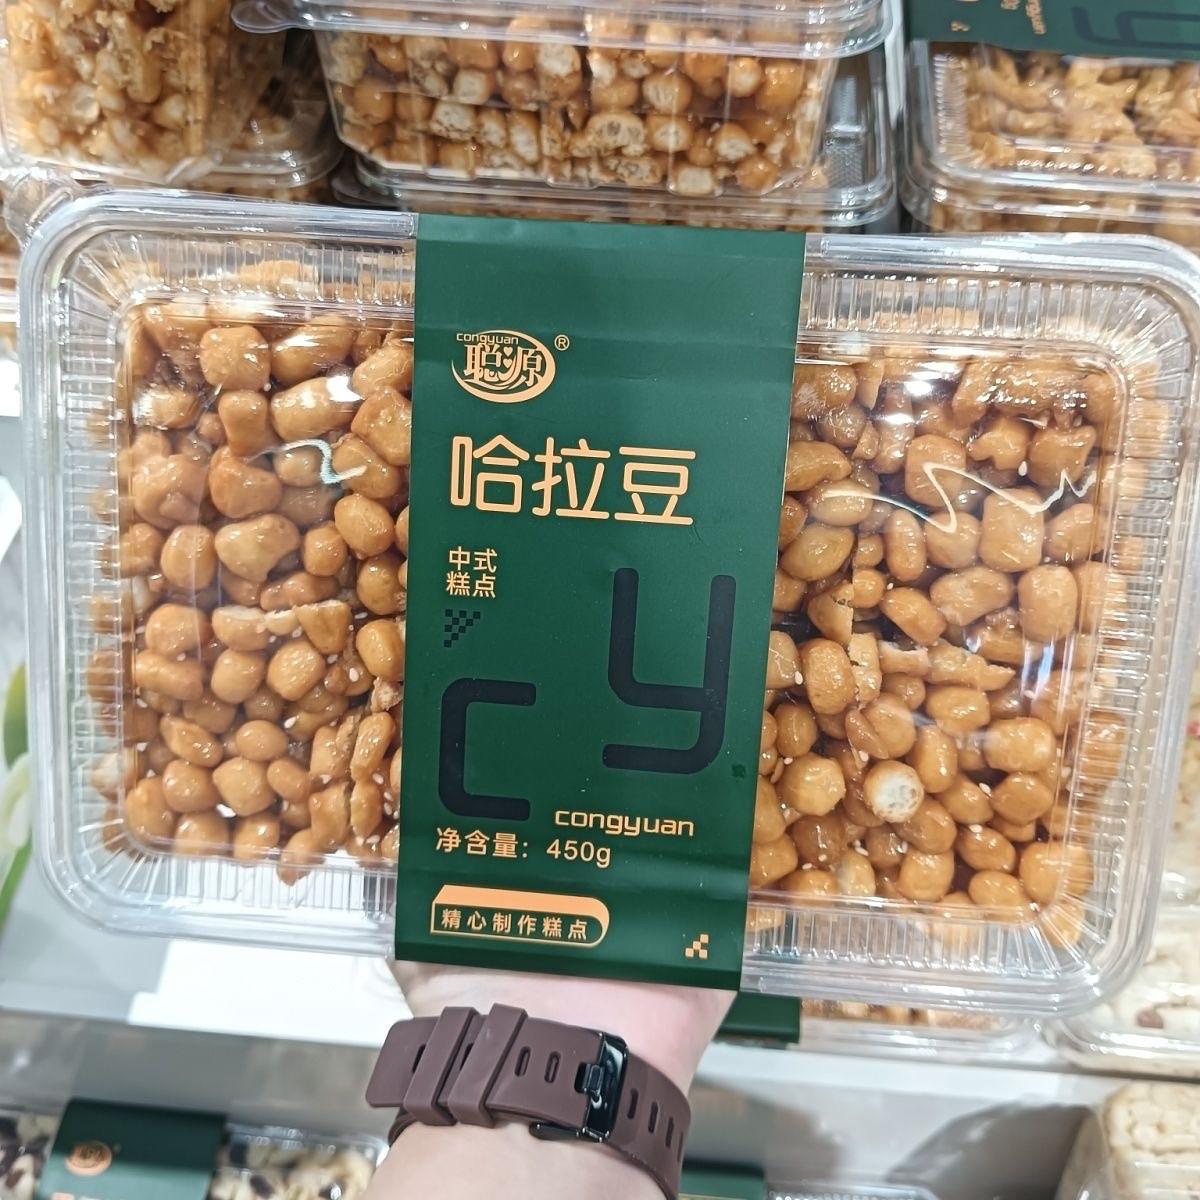 congyuan
聪源®
哈拉豆
中式
糕点
cy
congyuan
净含量：450g
精心制作糕点